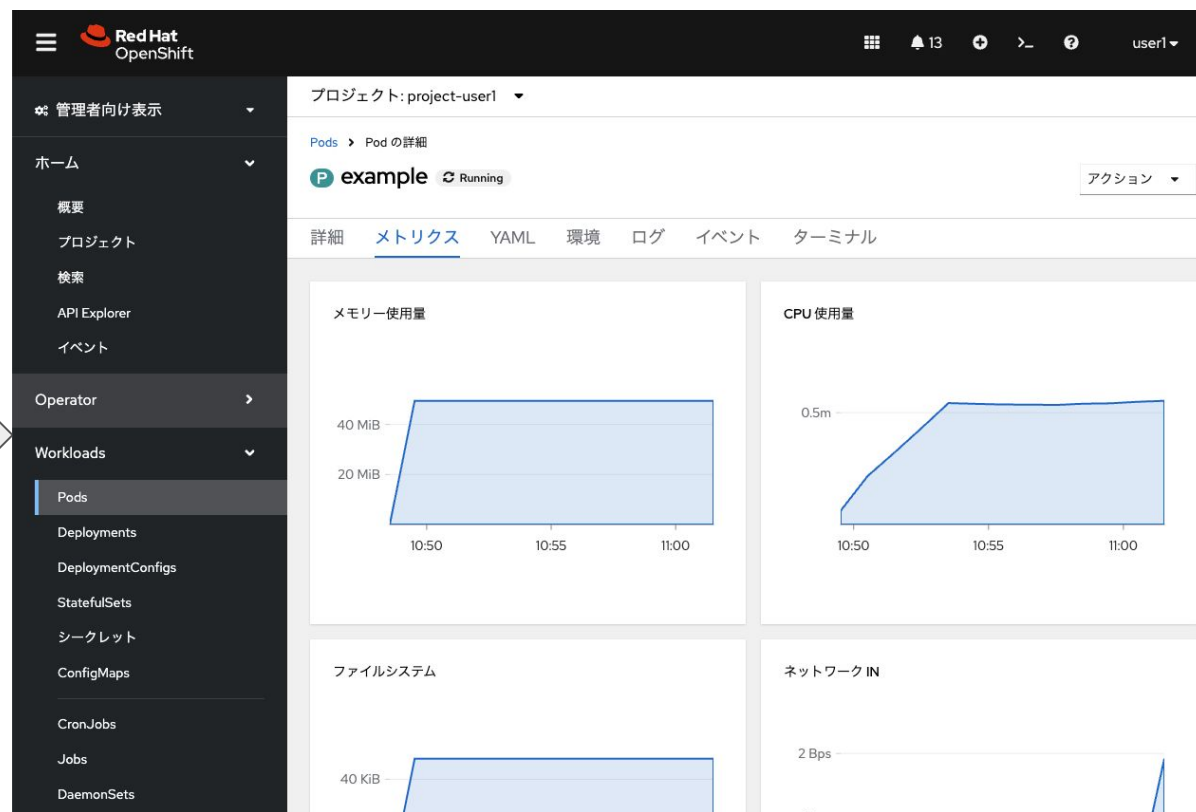 Red Hat
OpenShift
13
user1
管理者向け表示
ホーム
概要
プロジェクト
検索
API Explorer
イベント
Operator
Workloads
Pods
Deployments
DeploymentConfigs
StatefulSets
シークレット
ConfigMaps
CronJobs
Jobs
DaemonSets
プロジェクト: project-user1
Pods > Pod の詳細
P example Running
アクション
詳細 メトリクス YAML 環境 ログ イベント ターミナル
メモリー使用量
40 MiB
20 MiB
10:50 10:55 11:00
CPU 使用量
0.5m
10:50 10:55 11:00
ファイルシステム
40 KiB
ネットワーク IN
2 Bps